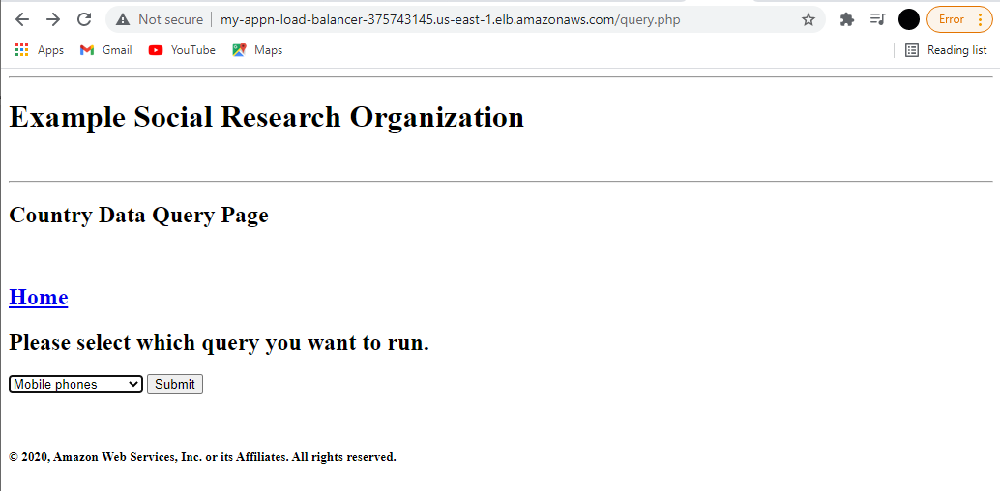 Not secure my-appn-load-balancer-375743145.us-east-1.elb.amazonaws.com/query.php Error
Apps Gmail YouTube Maps Reading list
Example Social Research Organization
Country Data Query Page
Home
Please select which query you want to run.
Mobile phones Submit
© 2020, Amazon Web Services, Inc. or its Affiliates. All rights reserved.